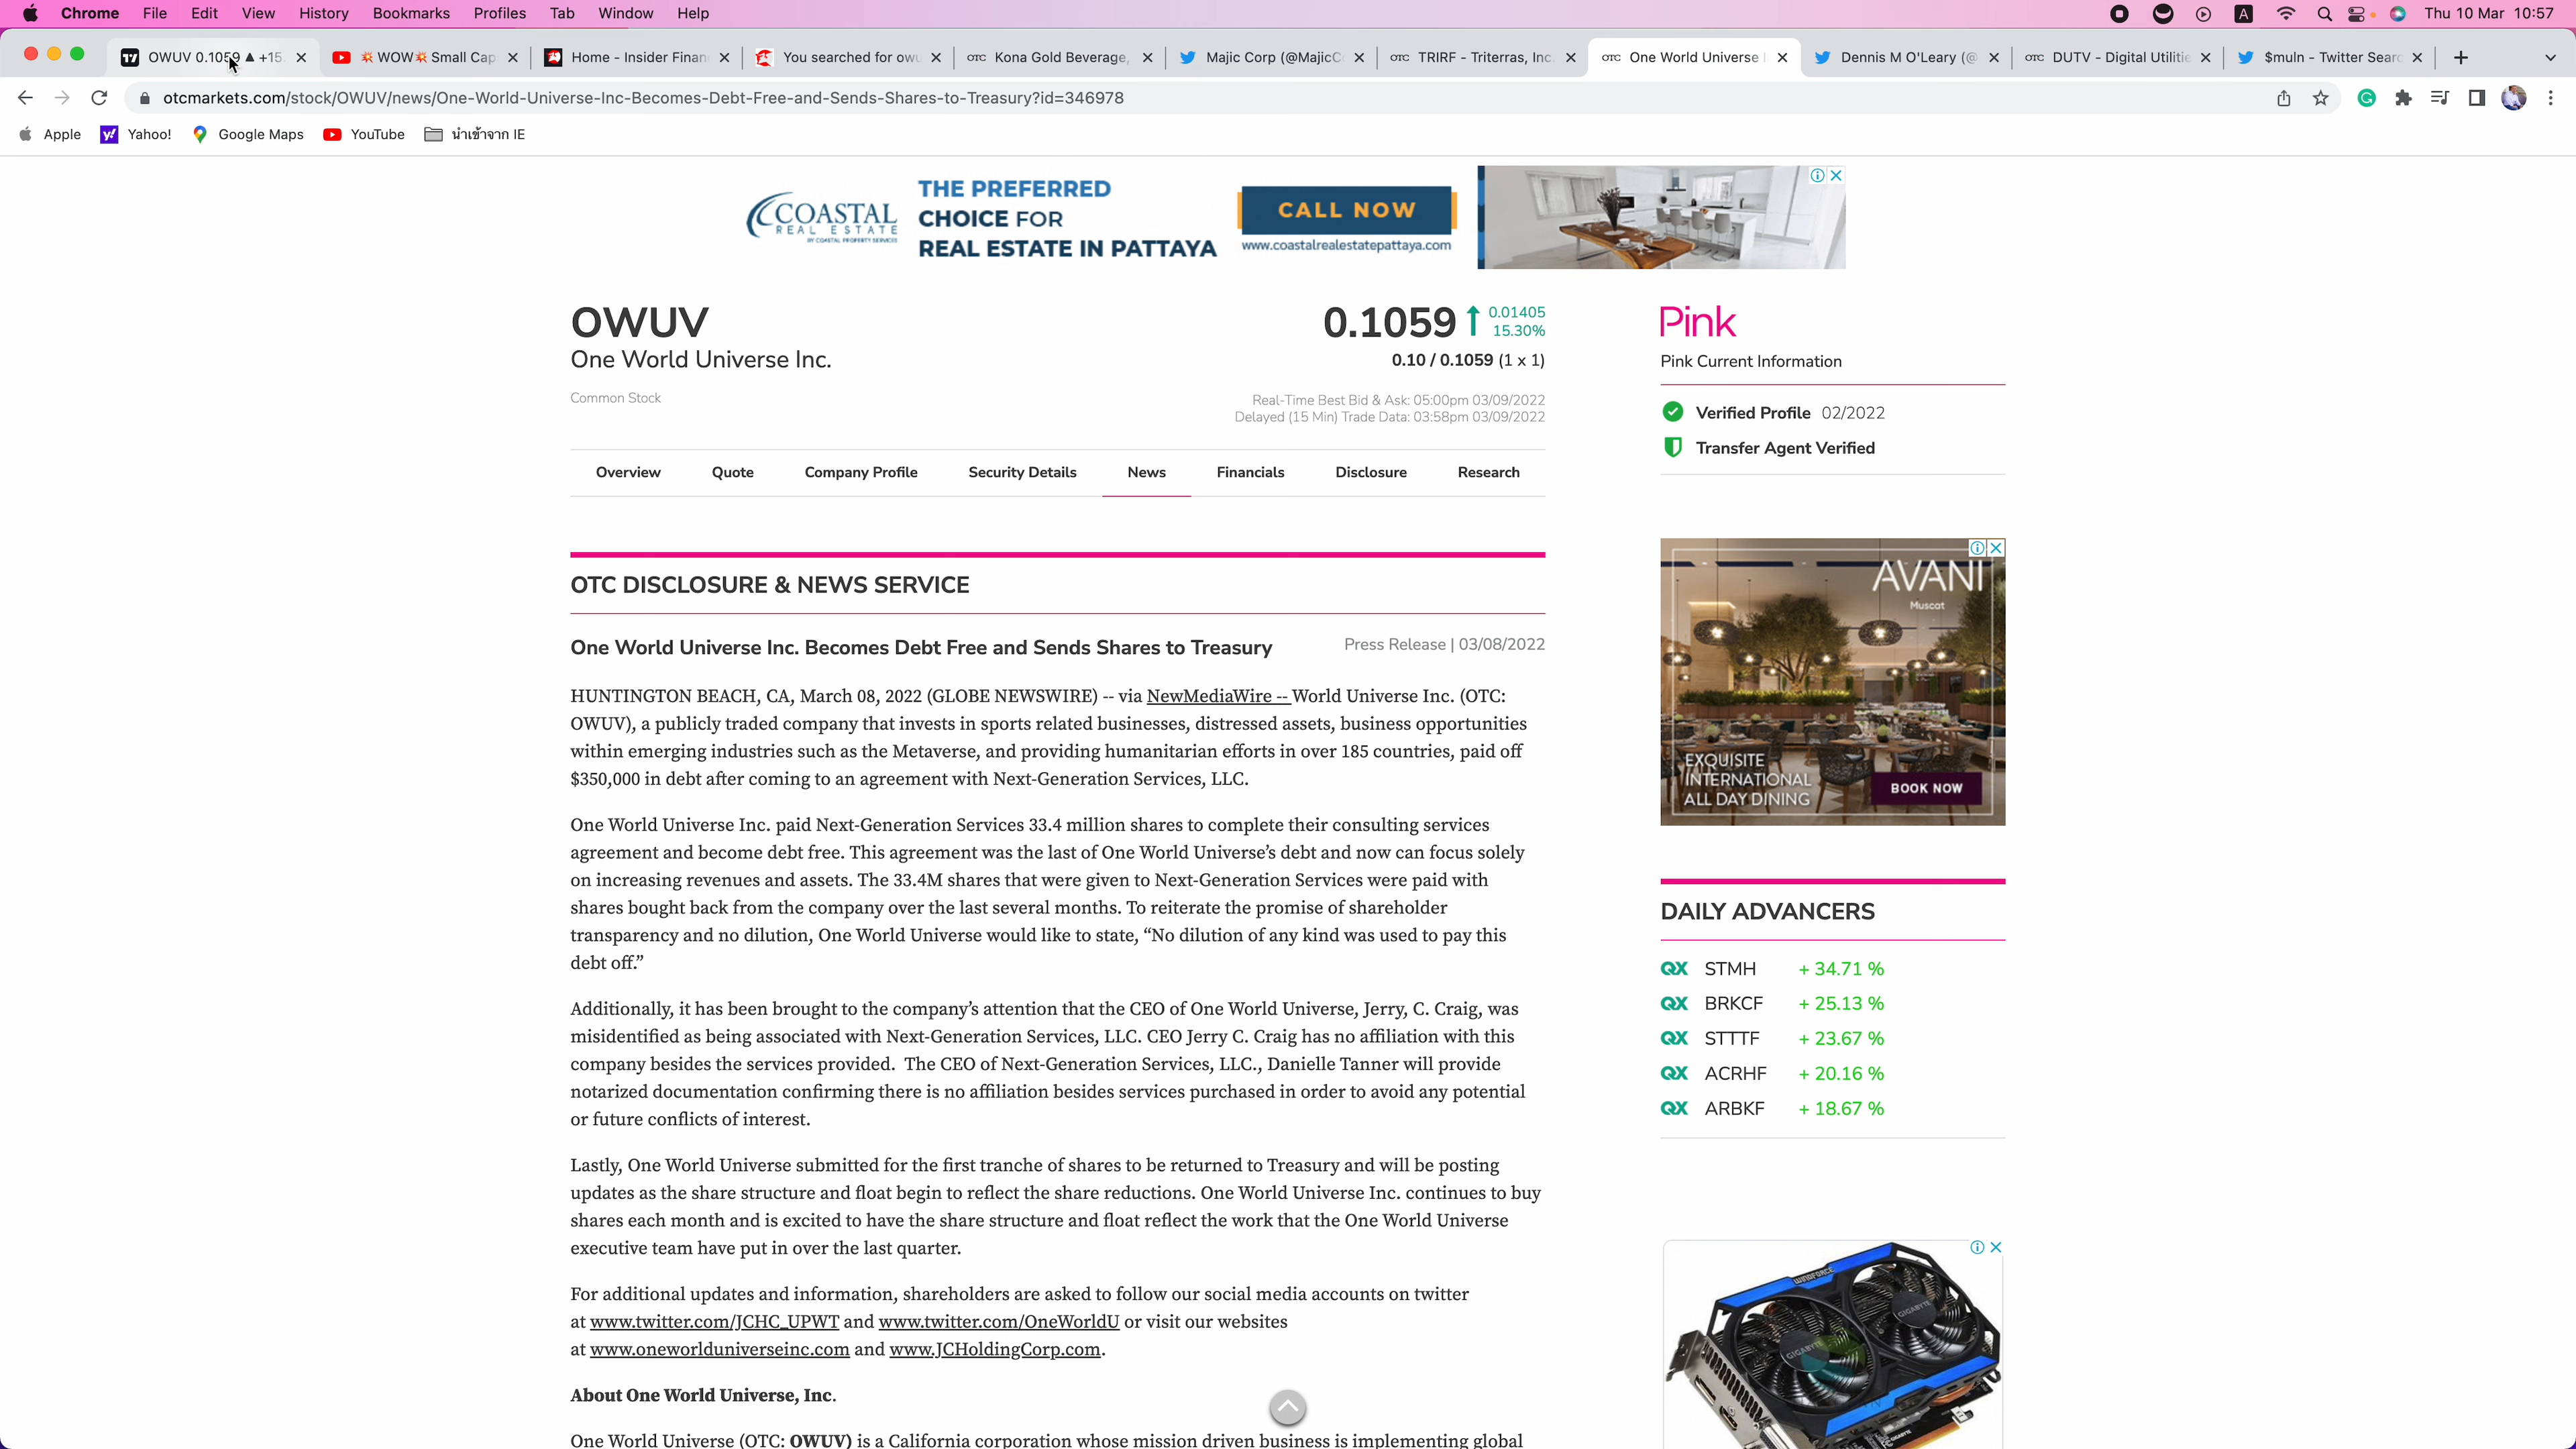 Chrome File Edit View History Bookmarks Profiles Tab Window Help A Thu 10 Mar 10:57
OWUV 0.1059 ▲ +15. 💥WOW💥 Small Cap Home - Insider Finan You searched for owu OTC Kona Gold Beverage, Majic Corp (@MajicC OTC TRIRF - Triterras, Inc. OTC One World Universe Dennis M O'Leary (@ OTC DUTV - Digital Utilitie $muln - Twitter Searc
otcmarkets.com/stock/OWUV/news/One-World-Universe-Inc-Becomes-Debt-Free-and-Sends-Shares-to-Treasury?id=346978
Apple Yahoo! Google Maps YouTube นำเข้าจาก IE
COASTAL
REAL ESTATE
BY COASTAL PROPERTY SERVICES
THE PREFERRED
CHOICE FOR
REAL ESTATE IN PATTAYA
CALL NOW
www.coastalrealestatepattaya.com
OWUV
One World Universe Inc.
Common Stock
0.1059 0.01405
15.30%
0.10 / 0.1059 (1 x 1)
Real-Time Best Bid & Ask: 05:00pm 03/09/2022
Delayed (15 Min) Trade Data: 03:58pm 03/09/2022
Pink
Pink Current Information
Verified Profile 02/2022
Transfer Agent Verified
Overview Quote Company Profile Security Details News Financials Disclosure Research
OTC DISCLOSURE & NEWS SERVICE
One World Universe Inc. Becomes Debt Free and Sends Shares to Treasury Press Release | 03/08/2022
HUNTINGTON BEACH, CA, March 08, 2022 (GLOBE NEWSWIRE) -- via NewMediaWire -- World Universe Inc. (OTC:
OWUV), a publicly traded company that invests in sports related businesses, distressed assets, business opportunities
within emerging industries such as the Metaverse, and providing humanitarian efforts in over 185 countries, paid off
$350,000 in debt after coming to an agreement with Next-Generation Services, LLC.
One World Universe Inc. paid Next-Generation Services 33.4 million shares to complete their consulting services
agreement and become debt free. This agreement was the last of One World Universe’s debt and now can focus solely
on increasing revenues and assets. The 33.4M shares that were given to Next-Generation Services were paid with
shares bought back from the company over the last several months. To reiterate the promise of shareholder
transparency and no dilution, One World Universe would like to state, “No dilution of any kind was used to pay this
debt off.”
Additionally, it has been brought to the company’s attention that the CEO of One World Universe, Jerry, C. Craig, was
misidentified as being associated with Next-Generation Services, LLC. CEO Jerry C. Craig has no affiliation with this
company besides the services provided.  The CEO of Next-Generation Services, LLC., Danielle Tanner will provide
notarized documentation confirming there is no affiliation besides services purchased in order to avoid any potential
or future conflicts of interest.
Lastly, One World Universe submitted for the first tranche of shares to be returned to Treasury and will be posting
updates as the share structure and float begin to reflect the share reductions. One World Universe Inc. continues to buy
shares each month and is excited to have the share structure and float reflect the work that the One World Universe
executive team have put in over the last quarter.
For additional updates and information, shareholders are asked to follow our social media accounts on twitter
at www.twitter.com/JCHC_UPWT and www.twitter.com/OneWorldU or visit our websites
at www.oneworlduniverseinc.com and www.JCHoldingCorp.com.
About One World Universe, Inc.
One World Universe (OTC: OWUV) is a California corporation whose mission driven business is implementing global
AVANI
Muscat
EXQUISITE
INTERNATIONAL
ALL DAY DINING
BOOK NOW
DAILY ADVANCERS
QX STMH + 34.71 %
QX BRKCF + 25.13 %
QX STTTF + 23.67 %
QX ACRHF + 20.16 %
QX ARBKF + 18.67 %
WINDFORCE
GIGABYTE
GIGABYTE